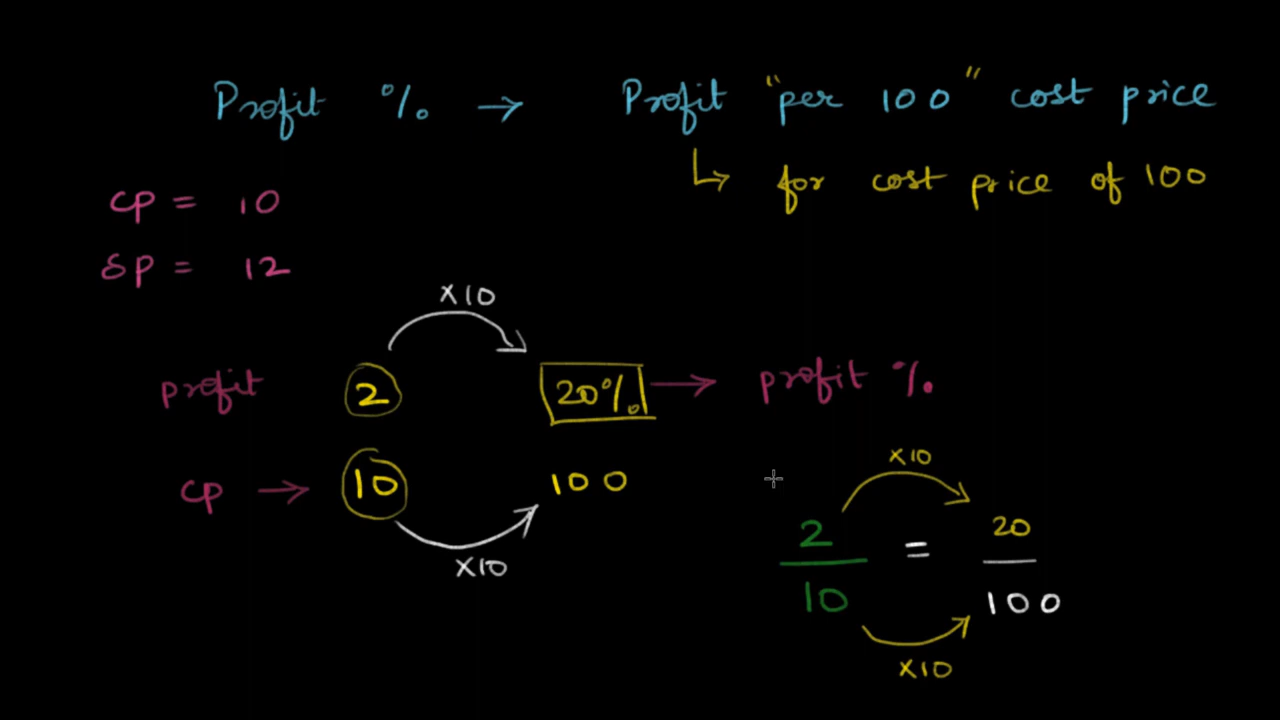 Profit % → Profit "per 100" cost price
↳ for cost price of 100
cp = 10
SP = 12
x10
profit 2 20% → profit %
cp → 10 100
x10
x10
2 = 20
10 100
x10